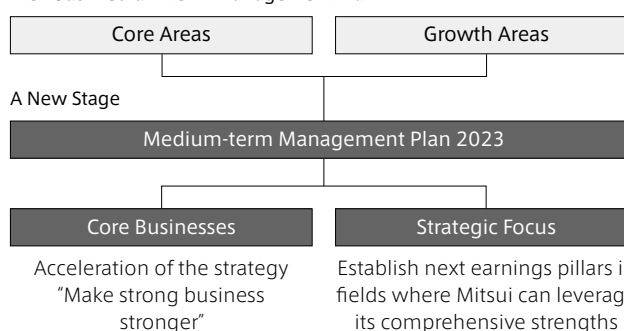 Core Areas
Growth Areas
A New Stage
Medium-term Management Plan 2023
Core Businesses
Strategic Focus
Acceleration of the strategy
"Make strong business
stronger"
Establish next earnings pillars i
fields where Mitsui can leverag
its comprehensive strengths